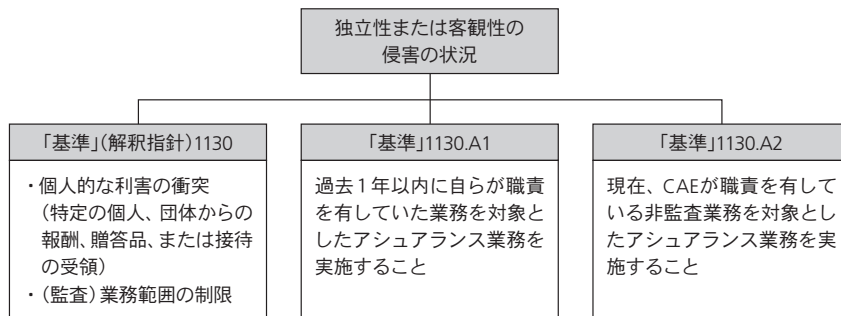 独立性または客観性の
侵害の状況
「基準」(解釈指針)1130
・個人的な利害の衝突
(特定の個人、団体からの
報酬、贈答品、または接待
の受領)
・(監査)業務範囲の制限
「基準」1130.A1
過去1年以内に自らが職責
を有していた業務を対象と
したアシュアランス業務を
実施すること
「基準」1130.A2
現在、CAEが職責を有して
いる非監査業務を対象とし
たアシュアランス業務を実
施すること